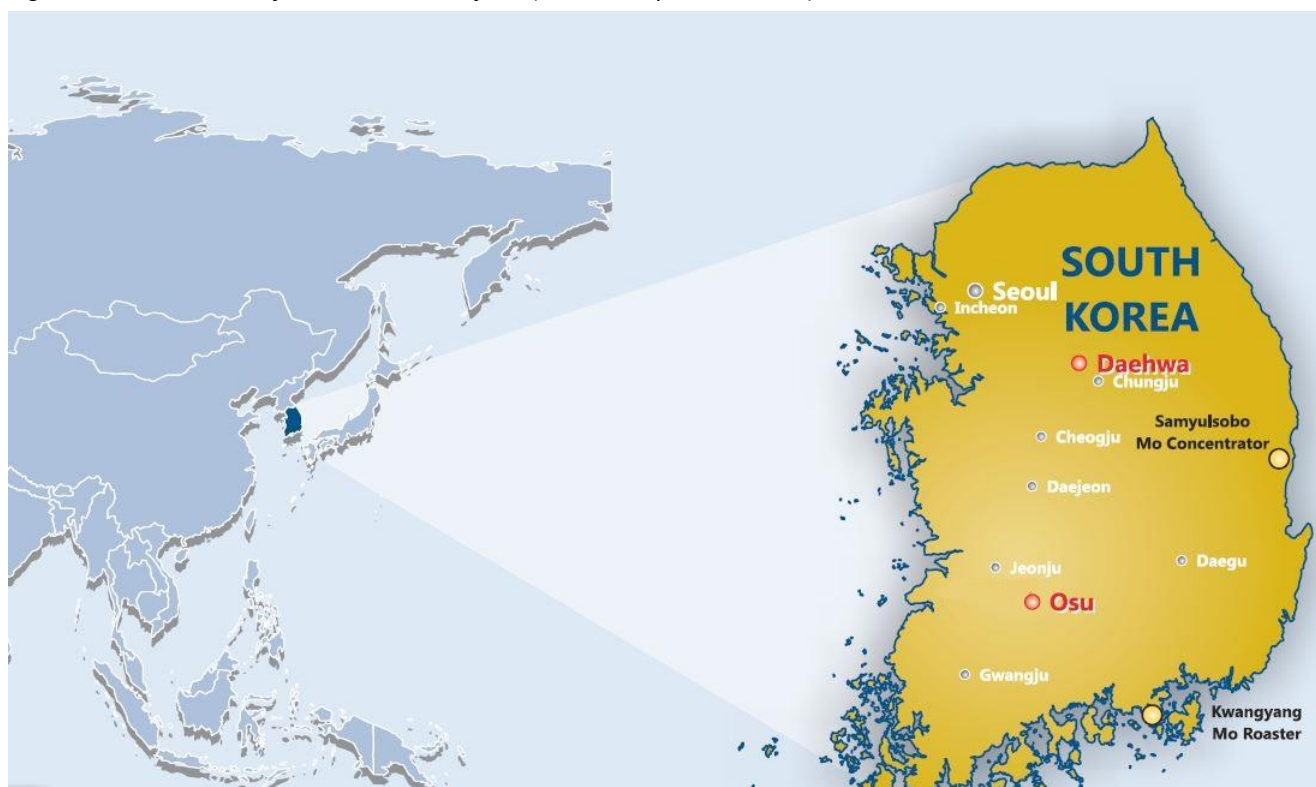 SOUTH
KOREA
Seoul
Incheon
Daehwa
Chungju
Samyulsobo
Mo Concentrator
Cheogju
Daejeon
Jeonju
Daegu
Osu
Gwangju
Kwangyang
Mo Roaster